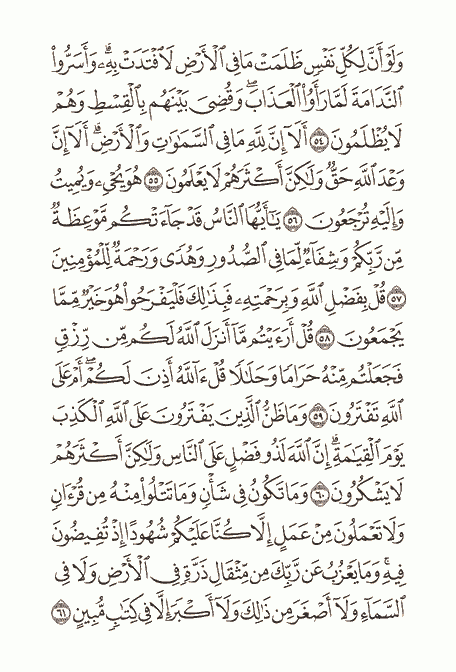 وَلَوۡ أَنَّ لِكُلِّ نَفۡسٖ ظَلَمَتۡ مَا فِي ٱلۡأَرۡضِ لَٱفۡتَدَتۡ بِهِۦۗ وَأَسَرُّواْ
ٱلنَّدَامَةَ لَمَّا رَأَوُاْ ٱلۡعَذَابَۖ وَقُضِيَ بَيۡنَهُم بِٱلۡقِسۡطِ وَهُمۡ
لَا يُظۡلَمُونَ ٥٤ أَلَآ إِنَّ لِلَّهِ مَا فِي ٱلسَّمَٰوَٰتِ وَٱلۡأَرۡضِۗ أَلَآ إِنَّ
وَعۡدَ ٱللَّهِ حَقّٞ وَلَٰكِنَّ أَكۡثَرَهُمۡ لَا يَعۡلَمُونَ ٥٥ هُوَ يُحۡيِۦ وَيُمِيتُ
وَإِلَيۡهِ تُرۡجَعُونَ ٥٦ يَٰٓأَيُّهَا ٱلنَّاسُ قَدۡ جَآءَتۡكُم مَّوۡعِظَةٞ
مِّن رَّبِّكُمۡ وَشِفَآءٞ لِّمَا فِي ٱلصُّدُورِ وَهُدٗى وَرَحۡمَةٞ لِّلۡمُؤۡمِنِينَ
٥٧ قُلۡ بِفَضۡلِ ٱللَّهِ وَبِرَحۡمَتِهِۦ فَبِذَٰلِكَ فَلۡيَفۡرَحُواْ هُوَ خَيۡرٞ مِّمَّا
يَجۡمَعُونَ ٥٨ قُلۡ أَرَءَيۡتُم مَّآ أَنزَلَ ٱللَّهُ لَكُم مِّن رِّزۡقٖ
فَجَعَلۡتُم مِّنۡهُ حَرَامٗا وَحَلَٰلٗا قُلۡ ءَآللَّهُ أَذِنَ لَكُمۡۖ أَمۡ عَلَى
ٱللَّهِ تَفۡتَرُونَ ٥٩ وَمَا ظَنُّ ٱلَّذِينَ يَفۡتَرُونَ عَلَى ٱللَّهِ ٱلۡكَذِبَ
يَوۡمَ ٱلۡقِيَٰمَةِۗ إِنَّ ٱللَّهَ لَذُو فَضۡلٍ عَلَى ٱلنَّاسِ وَلَٰكِنَّ أَكۡثَرَهُمۡ
لَا يَشۡكُرُونَ ٦٠ وَمَا تَكُونُ فِي شَأۡنٖ وَمَا تَتۡلُواْ مِنۡهُ مِن قُرۡءَانٖ
وَلَا تَعۡمَلُونَ مِنۡ عَمَلٍ إِلَّا كُنَّا عَلَيۡكُمۡ شُهُودًا إِذۡ تُفِيضُونَ
فِيهِۚ وَمَا يَعۡزُبُ عَن رَّبِّكَ مِن مِّثۡقَالِ ذَرَّةٖ فِي ٱلۡأَرۡضِ وَلَا فِي
ٱلسَّمَآءِ وَلَآ أَصۡغَرَ مِن ذَٰلِكَ وَلَآ أَكۡبَرَ إِلَّا فِي كِتَٰبٖ مُّبِينٍ ٦١